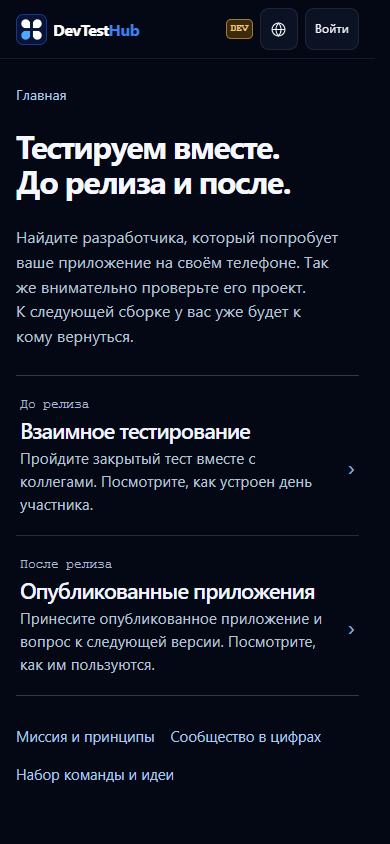 DevTestHub
DEV
Войти
Главная
Тестируем вместе.
До релиза и после.
Найдите разработчика, который попробует
ваше приложение на своём телефоне. Так
же внимательно проверьте его проект.
К следующей сборке у вас уже будет к
кому вернуться.
До релиза
Взаимное тестирование
Пройдите закрытый тест вместе с
коллегами. Посмотрите, как устроен день
участника.
После релиза
Опубликованные приложения
Принесите опубликованное приложение и
вопрос к следующей версии. Посмотрите,
как им пользуются.
Миссия и принципы Сообщество в цифрах
Набор команды и идеи